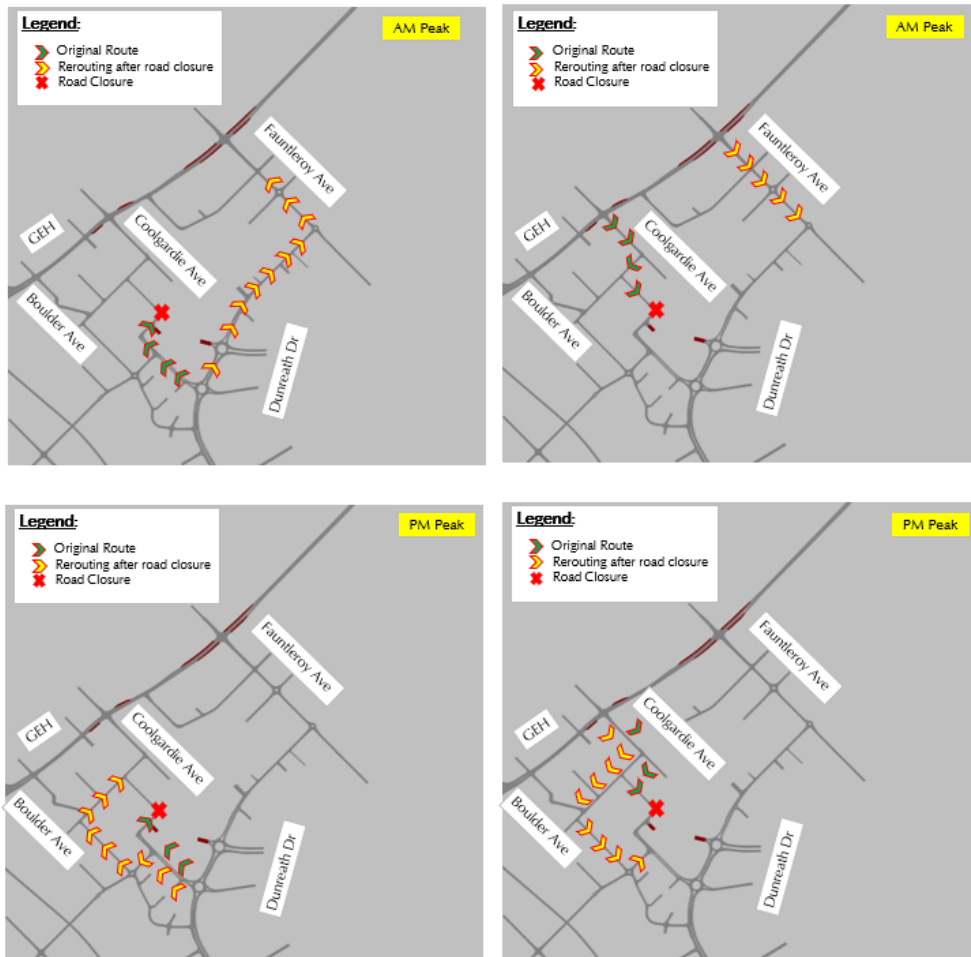 Legend:
AM Peak
Original Route
Rerouting after road closure
Road Closure
Fauntleroy Ave
GEH
Coolgardie Ave
Boulder Ave
Dunreath Dr
Legend:
AM Peak
Original Route
Rerouting after road closure
Road Closure
Fauntleroy Ave
GEH
Coolgardie Ave
Boulder Ave
Dunreath Dr
Legend:
PM Peak
Original Route
Rerouting after road closure
Road Closure
Fauntleroy Ave
GEH
Coolgardie Ave
Boulder Ave
Dunreath Dr
Legend:
PM Peak
Original Route
Rerouting after road closure
Road Closure
Fauntleroy Ave
GEH
Coolgardie Ave
Boulder Ave
Dunreath Dr